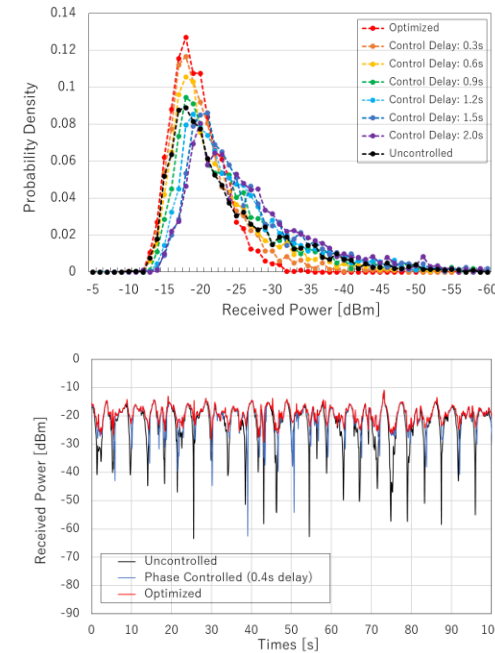 0.14
0.12
0.1
0.08
0.06
0.04
0.02
0
Probability Density
Optimized
Control Delay: 0.3s
Control Delay: 0.6s
Control Delay: 0.9s
Control Delay: 1.2s
Control Delay: 1.5s
Control Delay: 2.0s
Uncontrolled
-5 -10 -15 -20 -25 -30 -35 -40 -45 -50 -55 -60
Received Power [dBm]
0
-10
-20
-30
-40
-50
-60
-70
-80
-90
Received Power [dBm]
Uncontrolled
Phase Controlled (0.4s delay)
Optimized
0 10 20 30 40 50 60 70 80 90 100
Times [s]